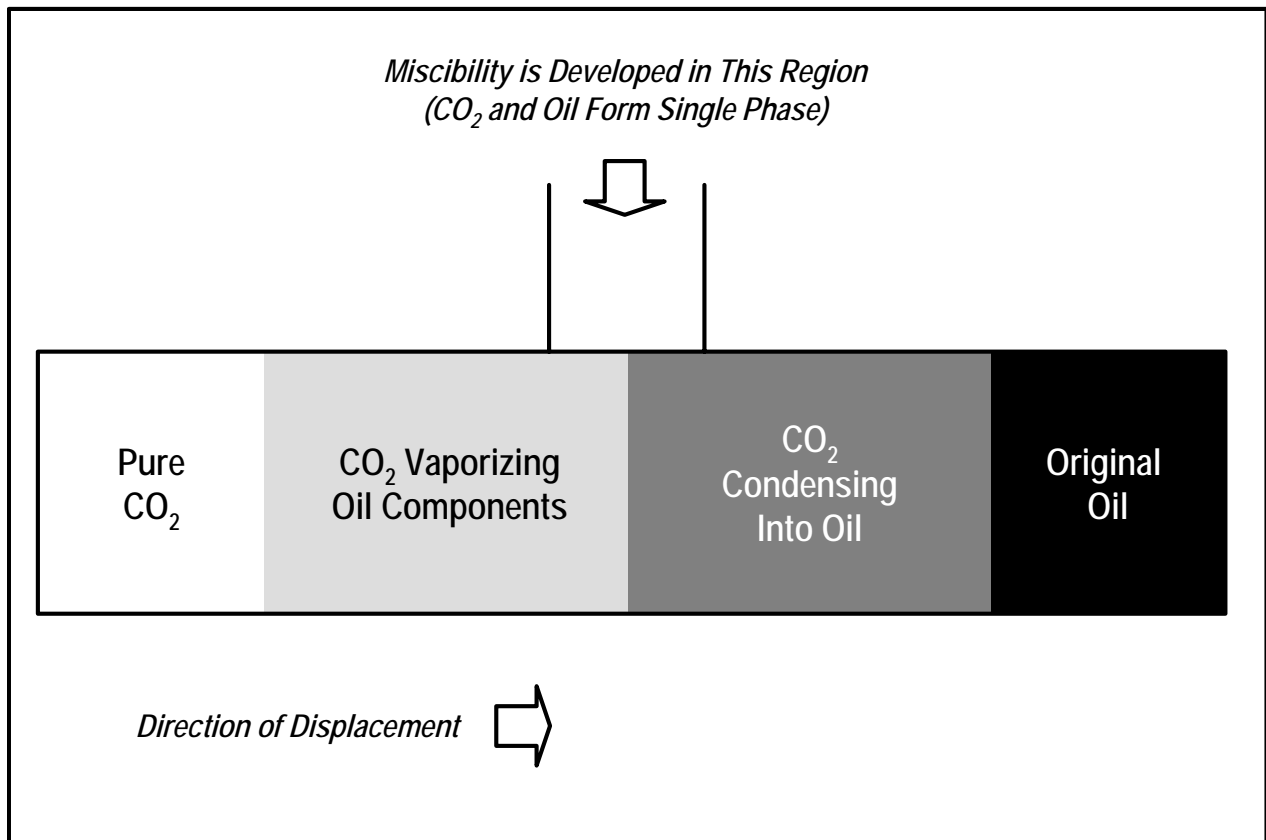 Miscibility is Developed in This Region
(CO₂ and Oil Form Single Phase)
Pure
CO₂
CO₂ Vaporizing
Oil Components
CO₂
Condensing
Into Oil
Original
Oil
Direction of Displacement